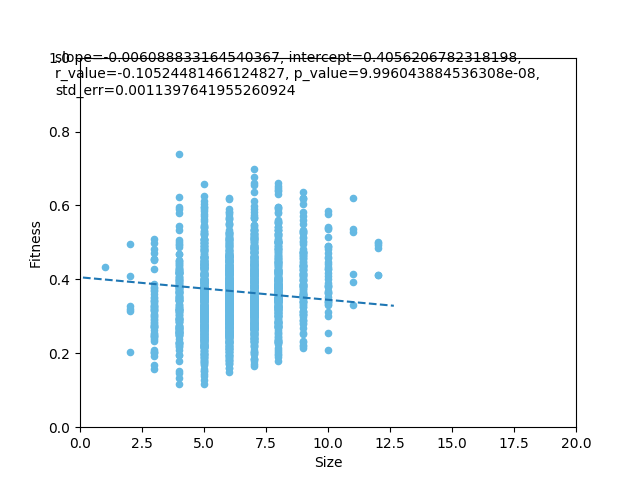 slope=-0.006088833164540367, intercept=0.4056206782318198,
r_value=-0.10524481466124827, p_value=9.996043884536308e-08,
std_err=0.0011397641955260924
1.0
0.8
0.6
0.4
0.2
0.0
Fitness
0.0 2.5 5.0 7.5 10.0 12.5 15.0 17.5 20.0
Size